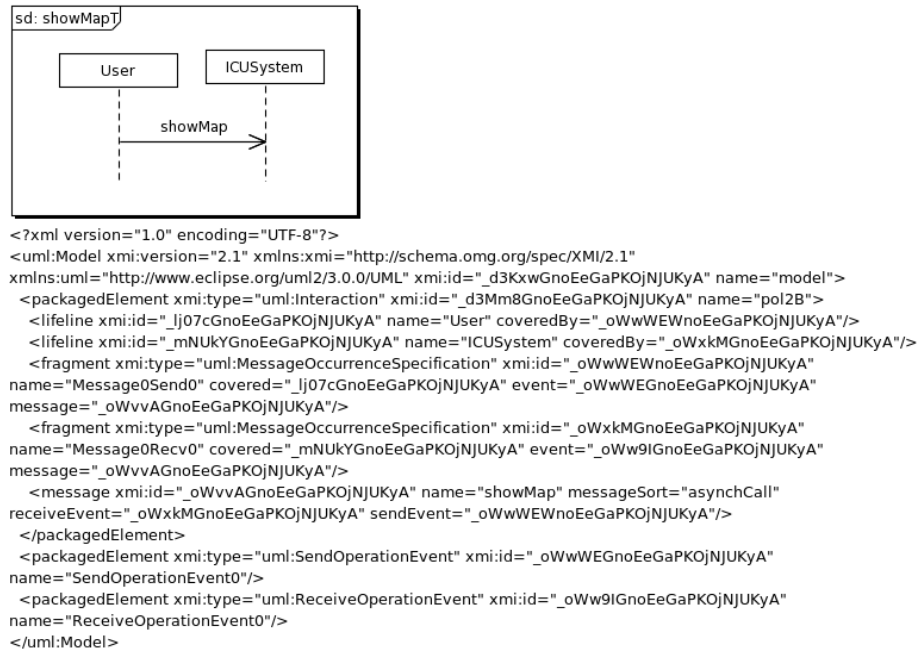 sd: showMapT
User
ICUSystem
showMap
<?xml version="1.0" encoding="UTF-8"?>
<uml:Model xmi:version="2.1" xmlns:xmi="http://schema.omg.org/spec/XMI/2.1"
xmlns:uml="http://www.eclipse.org/uml2/3.0.0/UML" xmi:id="_d3KxwGnoEeGaPKOjNJUKyA" name="model">
<packagedElement xmi:type="uml:Interaction" xmi:id="_d3Mm8GnoEeGaPKOjNJUKyA" name="pol2B">
<lifeline xmi:id="_lj07cGnoEeGaPKOjNJUKyA" name="User" coveredBy="_oWwWEWnoEeGaPKOjNJUKyA"/>
<lifeline xmi:id="_mNUkYGnoEeGaPKOjNJUKyA" name="ICUSystem" coveredBy="_oWxkMGnoEeGaPKOjNJUKyA"/>
<fragment xmi:type="uml:MessageOccurrenceSpecification" xmi:id="_oWwWEWnoEeGaPKOjNJUKyA"
name="Message0Send0" covered="_lj07cGnoEeGaPKOjNJUKyA" event="_oWwWEGnoEeGaPKOjNJUKyA"
message="_oWvvAGnoEeGaPKOjNJUKyA"/>
<fragment xmi:type="uml:MessageOccurrenceSpecification" xmi:id="_oWxkMGnoEeGaPKOjNJUKyA"
name="Message0Recv0" covered="_mNUkYGnoEeGaPKOjNJUKyA" event="_oWw9IGnoEeGaPKOjNJUKyA"
message="_oWvvAGnoEeGaPKOjNJUKyA"/>
<message xmi:id="_oWvvAGnoEeGaPKOjNJUKyA" name="showMap" messageSort="asynchCall"
receiveEvent="_oWxkMGnoEeGaPKOjNJUKyA" sendEvent="_oWwWEWnoEeGaPKOjNJUKyA"/>
</packagedElement>
<packagedElement xmi:type="uml:SendOperationEvent" xmi:id="_oWwWEGnoEeGaPKOjNJUKyA"
name="SendOperationEvent0"/>
<packagedElement xmi:type="uml:ReceiveOperationEvent" xmi:id="_oWw9IGnoEeGaPKOjNJUKyA"
name="ReceiveOperationEvent0"/>
</uml:Model>